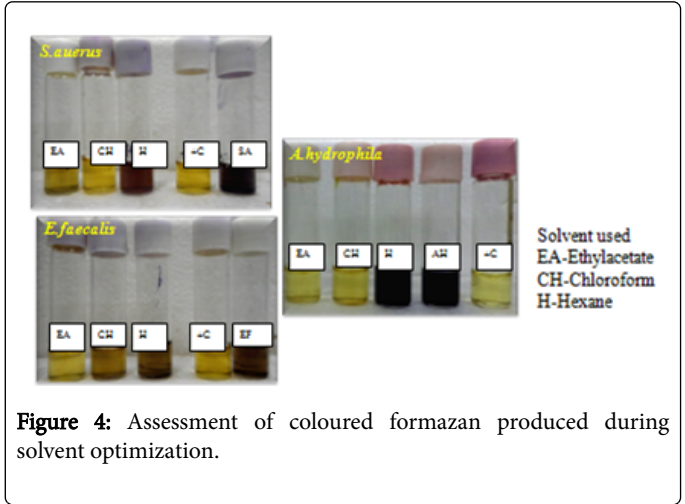 S.auerus
EA CH H +C SA
E.faecalis
EA CH H +C EF
A.hydrophila
EA CH H AH +C
Solvent used
EA-Ethylacetate
CH-Chloroform
H-Hexane
Figure 4: Assessment of coloured formazan produced during
solvent optimization.